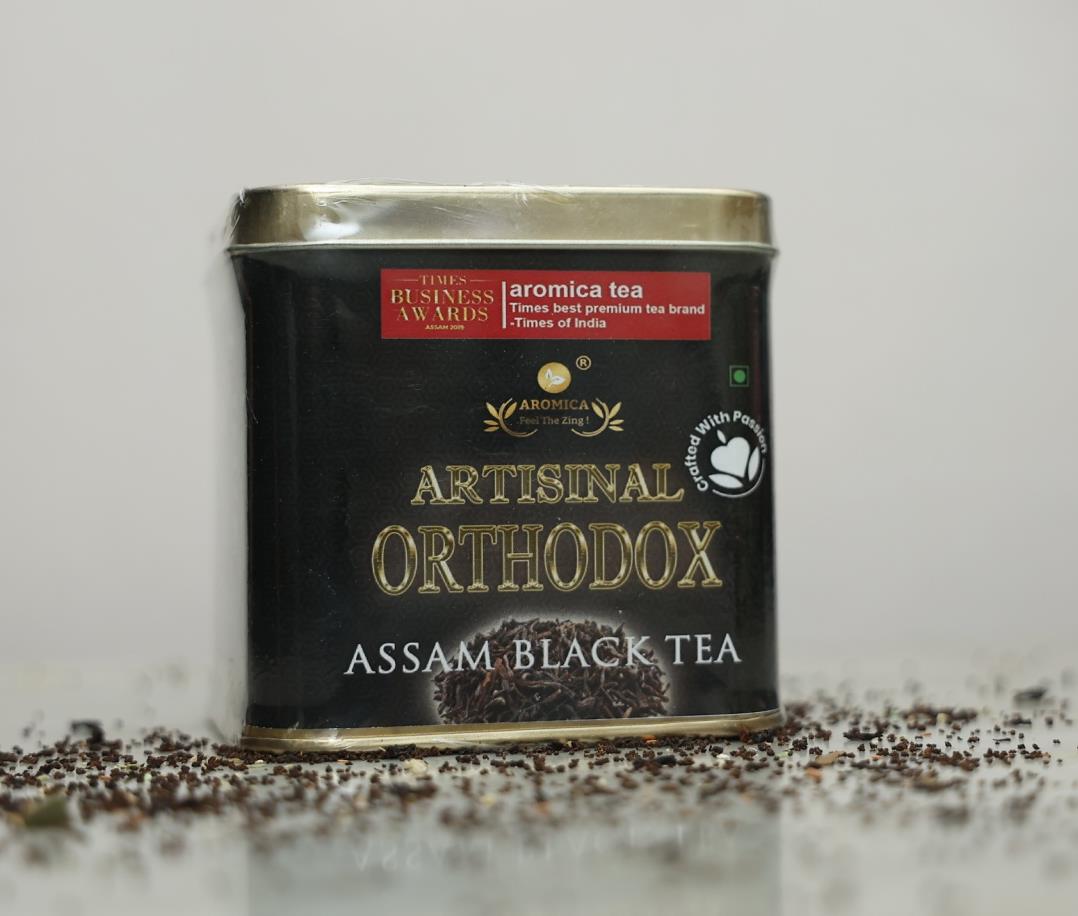 TIMES
BUSINESS
AWARDS
ASSAM 2019
aromica tea
Times best premium tea brand
-Times of India
®
AROMICA
Feel The Zing !
Crafted With Passion
ARTISINAL
ORTHODOX
ASSAM BLACK TEA